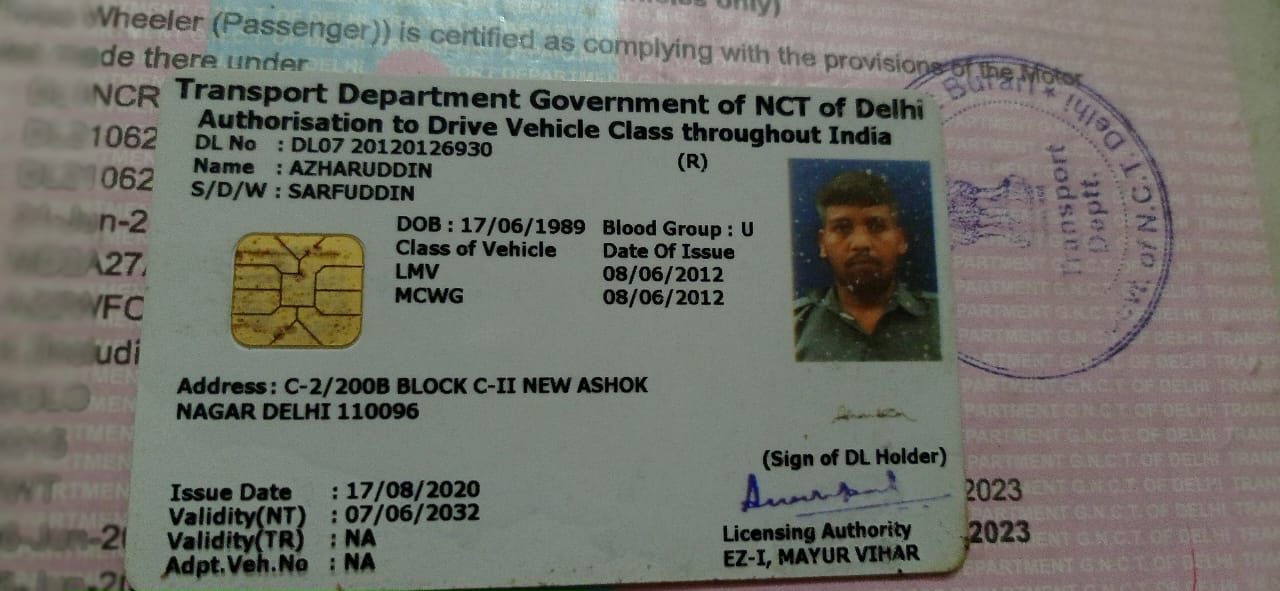 only)
Wheeler (Passenger)) is certified as complying with the provisions of the Motor
de there under
Transport Department Government of NCT of Delhi
Authorisation to Drive Vehicle Class throughout India
DL No : DL07 20120126930
(R)
Name : AZHARUDDIN
S/D/W : SARFUDDIN
DOB : 17/06/1989 Blood Group : U
Class of Vehicle Date Of Issue
LMV 08/06/2012
MCWG 08/06/2012
Address : C-2/200B BLOCK C-II NEW ASHOK
NAGAR DELHI 110096
(Sign of DL Holder)
Issue Date : 17/08/2020
Validity(NT) : 07/06/2032
Validity(TR) : NA
Adpt.Veh.No : NA
Licensing Authority
EZ-I, MAYUR VIHAR
NCR
1062
062
n-2
A27
VFC
udi
2023
2023
Burari * N.C.T. Delhi
Transport
Deptt.
PARTMENT G.N.C.T. OF DELHI TRANS